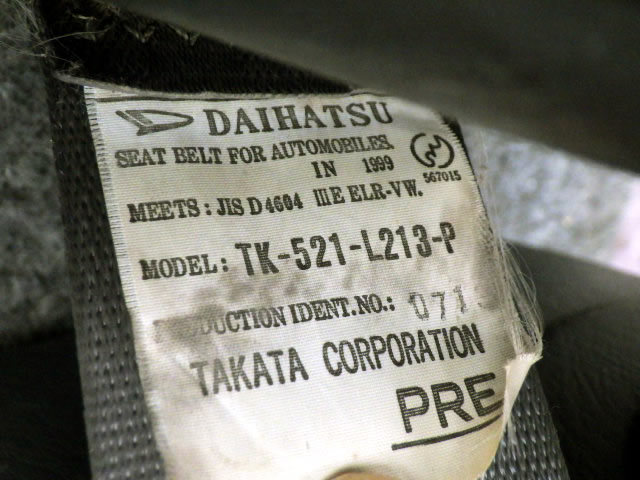 DAIHATSU
SEAT BELT FOR AUTOMOBILES.
IN 1999
567015
MEETS: JIS D 4604 IIIE ELR-VW.
MODEL: TK-521-L213-P
DUCTION IDENT.NO.: 071
TAKATA CORPORATION
PRE